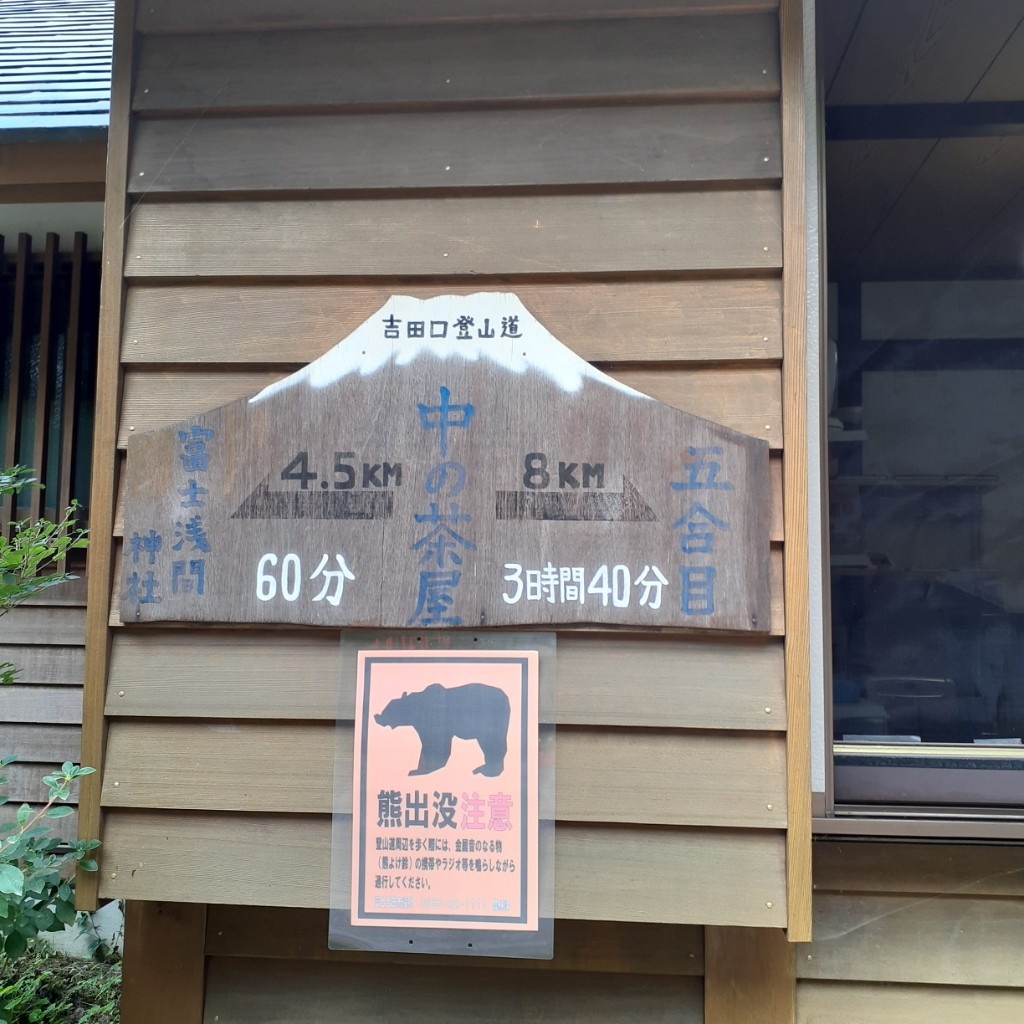 吉田口登山道
富士浅間
神社
4.5KM
60分
中の茶屋
8KM
3時間40分
五合目
熊出没注意
登山道周辺を歩く際には、金属音のなる物
(熊よけ鈴)の携帯やラジオ等を鳴らしながら
通行してください。